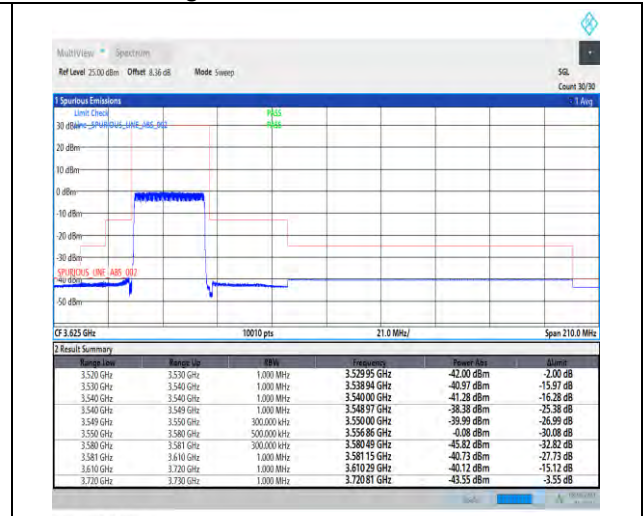 MultiView Spectrum
Ref Level 25.00 dBm Offset 8.36 dB Mode Sweep SGL
Count 30/30
1 Spurious Emissions 1 Avg
Limit Check PASS
30 dBm Line _SPURIOUS_LINE_ABS_002 PASS
20 dBm
10 dBm
0 dBm
-10 dBm
-20 dBm
-30 dBm
SPURIOUS_LINE_ABS_002
-40 dBm
-50 dBm
CF 3.625 GHz 10010 pts 21.0 MHz/ Span 210.0 MHz
2 Result Summary
Range Low Range Up RBW Frequency Power Abs ΔLimit
3.520 GHz 3.530 GHz 1.000 MHz 3.52995 GHz -42.00 dBm -2.00 dB
3.530 GHz 3.540 GHz 1.000 MHz 3.53894 GHz -40.97 dBm -15.97 dB
3.540 GHz 3.540 GHz 1.000 MHz 3.54000 GHz -41.28 dBm -16.28 dB
3.540 GHz 3.549 GHz 1.000 MHz 3.54897 GHz -38.38 dBm -25.38 dB
3.549 GHz 3.550 GHz 300.000 kHz 3.55000 GHz -39.99 dBm -26.99 dB
3.550 GHz 3.580 GHz 500.000 kHz 3.55686 GHz -0.08 dBm -30.08 dB
3.580 GHz 3.581 GHz 300.000 kHz 3.58049 GHz -45.82 dBm -32.82 dB
3.581 GHz 3.610 GHz 1.000 MHz 3.58115 GHz -40.73 dBm -27.73 dB
3.610 GHz 3.720 GHz 1.000 MHz 3.61029 GHz -40.12 dBm -15.12 dB
3.720 GHz 3.730 GHz 1.000 MHz 3.72081 GHz -43.55 dBm -3.55 dB